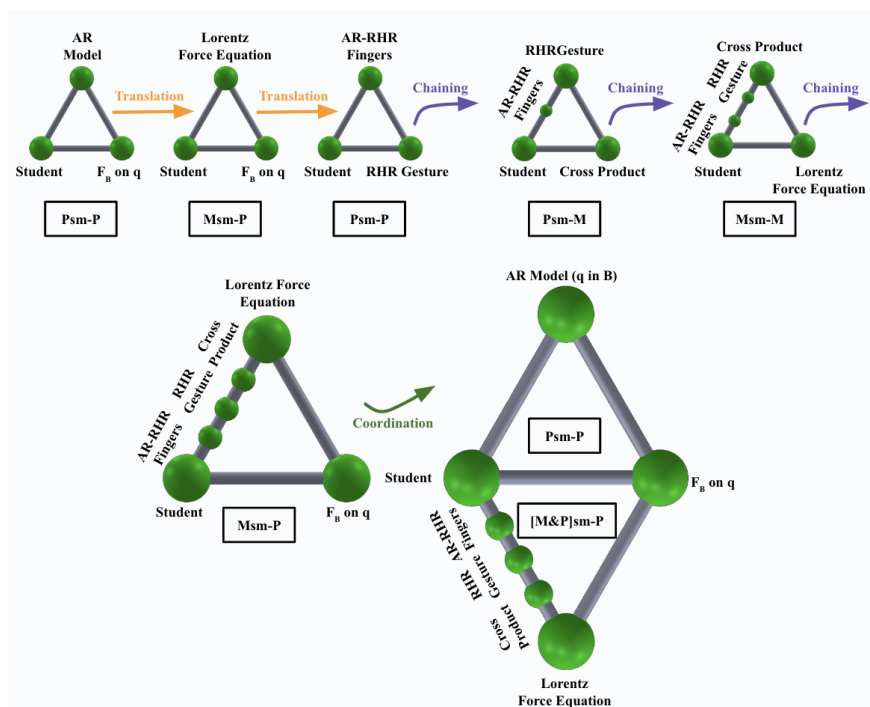 AR
Model
Lorentz
Force Equation
AR-RHR
Fingers
RHRGesture
Cross Product
Translation
Translation
Chaining
AR-RHR
Fingers
Chaining
AR-RHR RHR
Fingers Gesture
Chaining
Student
F_B on q
Student
F_B on q
Student
RHR Gesture
Student
Cross Product
Student
Lorentz
Force Equation
Psm-P
Msm-P
Psm-P
Psm-M
Msm-M
Lorentz Force
Equation
AR-RHR RHR Cross
Fingers Gesture Product
Student
F_B on q
Msm-P
Coordination
AR Model (q in B)
Psm-P
Student
F_B on q
[M&P]sm-P
Cross RHR AR-RHR
Product Gesture Fingers
Lorentz
Force Equation